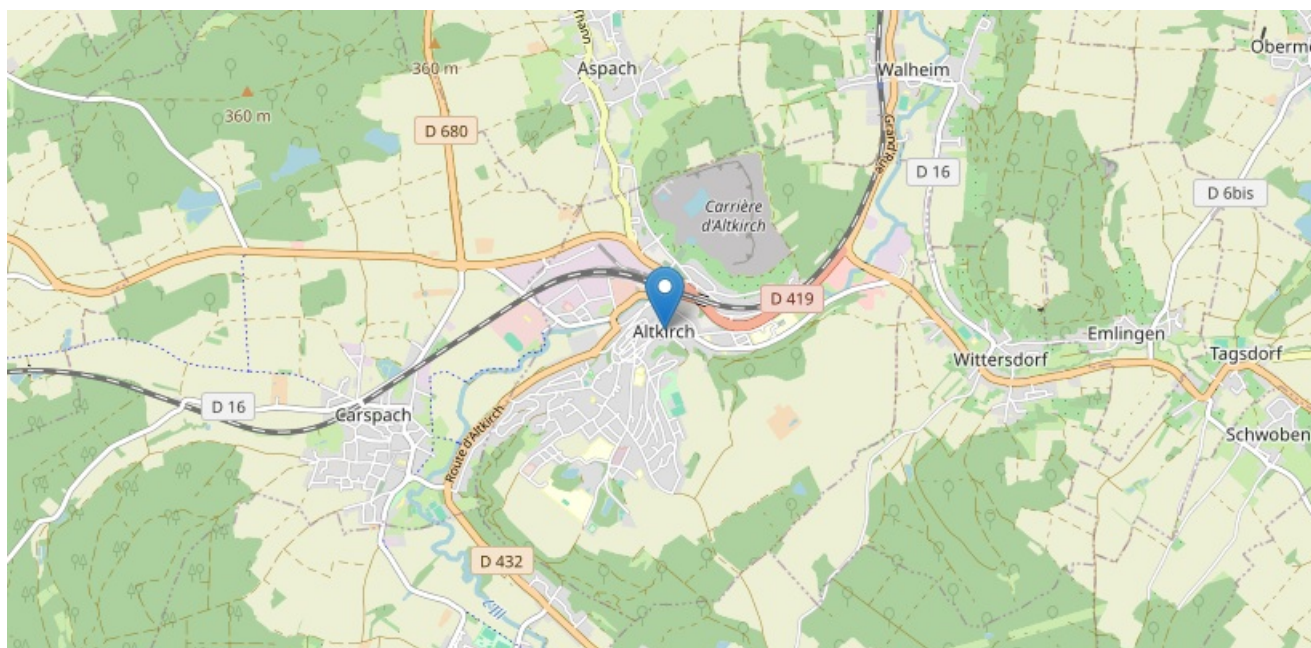 Obermo
Aspach
Walheim
360 m
360 m
D 680
Grand'Rue
D 16
D 6bis
Carrière
d'Altkirch
D 419
Altkirch
Emlingen
Wittersdorf
Tagsdorf
D 16
Carspach
Route d'Altkirch
Schwoben
D 432